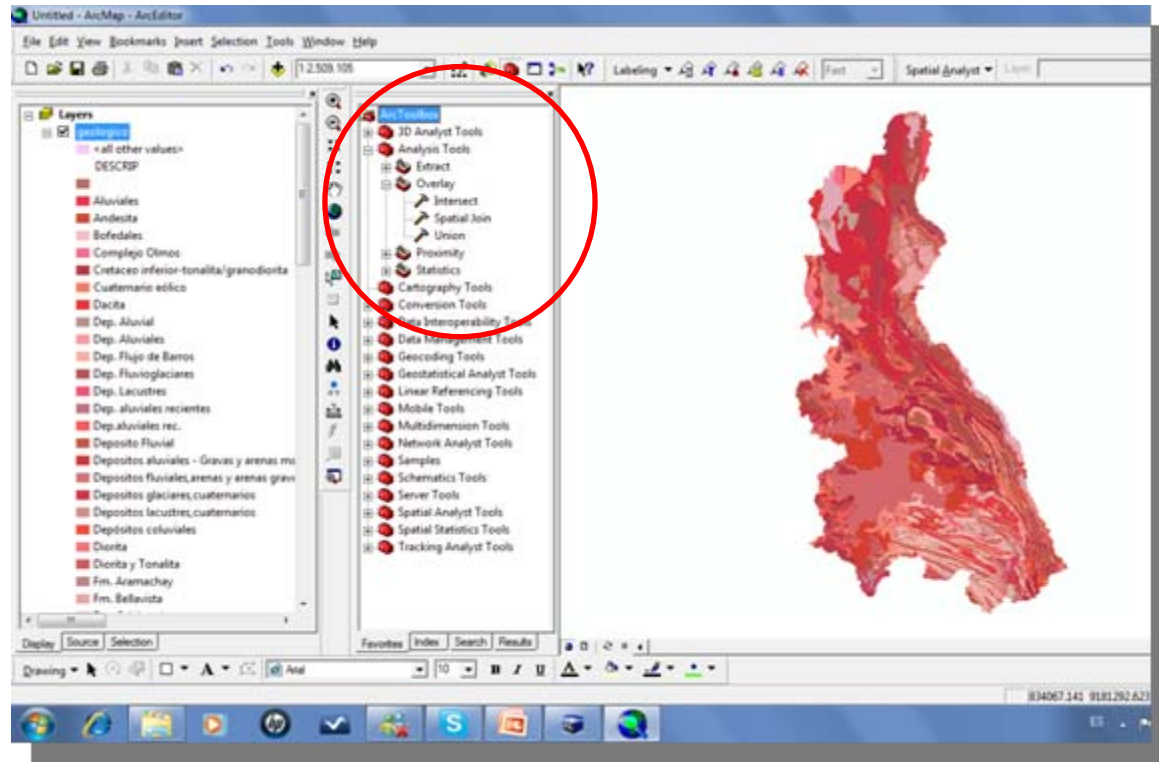 Untitled - ArcMap - ArcEditor
File Edit View Bookmarks Insert Selection Tools Window Help
1:2.509.105
Labeling
Fast
Spatial Analyst
Layer:
Layers
geologico
<all other values>
DESCRIP
Aluviales
Andesita
Bofedales
Complejo Olmos
Cretaceo inferior-tonalita/granodiorita
Cuaternario eólico
Dacita
Dep. Aluvial
Dep. Aluviales
Dep. Flujo de Barros
Dep. Fluvioglaciares
Dep. Lacustres
Dep. aluviales recientes
Dep.aluviales rec.
Deposito Fluvial
Depositos aluviales - Gravas y arenas
Depositos fluviales,arenas y arenas
Depositos glaciares,cuaternarios
Depositos lacustres,cuaternarios
Depósitos coluviales
Diorita
Diorita y Tonalita
Fm. Aramachay
Fm. Bellavista
Display Source Selection
ArcToolbox
3D Analyst Tools
Analysis Tools
Extract
Overlay
Intersect
Spatial Join
Union
Proximity
Statistics
Cartography Tools
Conversion Tools
Data Interoperability Tools
Data Management Tools
Geocoding Tools
Geostatistical Analyst Tools
Linear Referencing Tools
Mobile Tools
Multidimension Tools
Network Analyst Tools
Samples
Schematics Tools
Server Tools
Spatial Analyst Tools
Spatial Statistics Tools
Tracking Analyst Tools
Favorites Index Search Results
Drawing
A
Arial
10
B I U
A
834067.141 9181292.623
ES